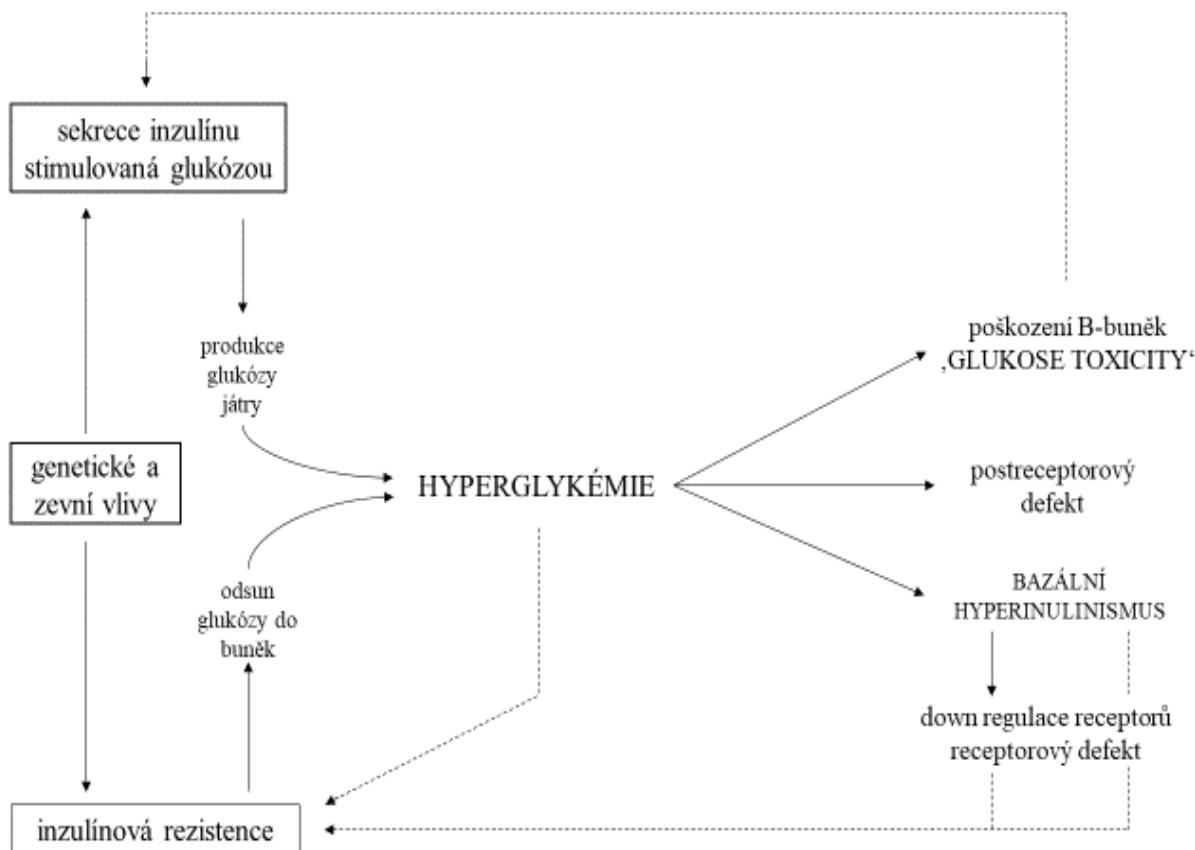 sekrece inzulínu
stimulovaná glukózou
produkce
glukózy
játry
poškození B-buněk
‚GLUKOSE TOXICITY‘
genetické a
zevní vlivy
HYPERGLYKÉMIE
postreceptorový
defekt
odsun
glukózy do
buněk
BAZÁLNÍ
HYPERINULINISMUS
down regulace receptorů
receptorový defekt
inzulínová rezistence